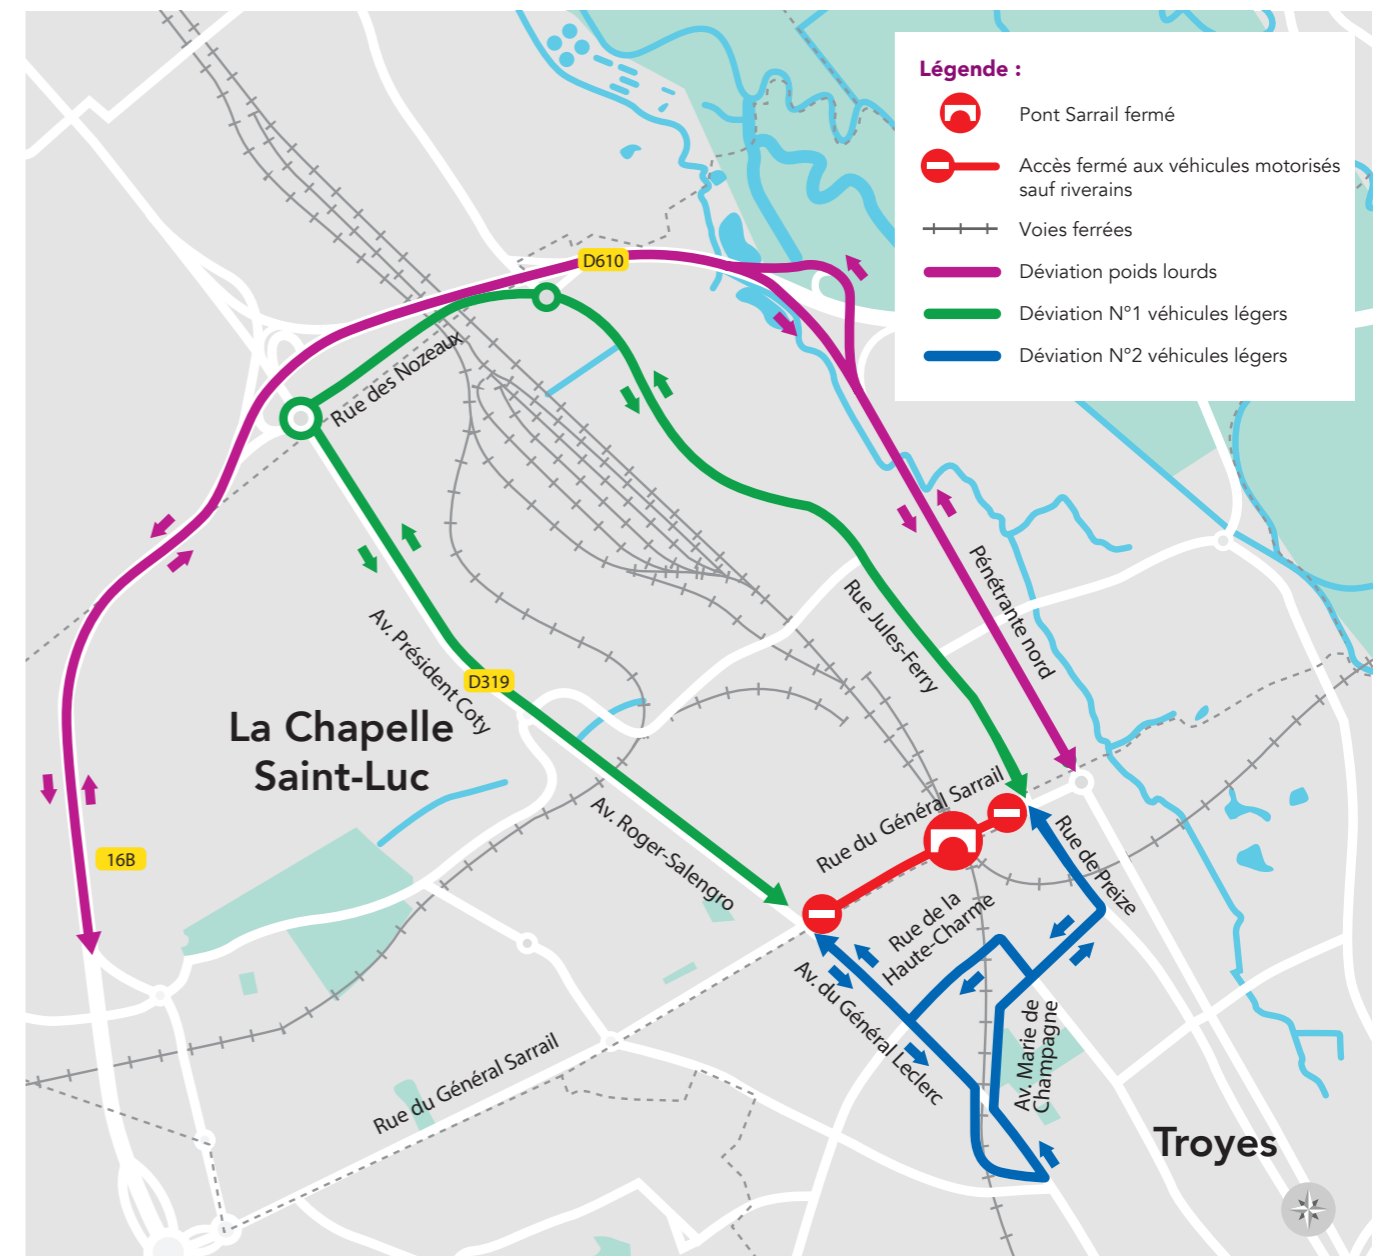 Légende :
Pont Sarrail fermé
Accès fermé aux véhicules motorisés
sauf riverains
Voies ferrées
Déviation poids lourds
Déviation N°1 véhicules légers
Déviation N°2 véhicules légers
D610
Rue des Nozeaux
Pénétrante nord
Rue Jules-Ferry
Av. Président Coty
D319
La Chapelle
Saint-Luc
Av. Roger-Salengro
Rue du Général Sarrail
16B
Rue de Preize
Rue de la
Haute-Charme
Av. du Général Leclerc
Av. Marie de
Champagne
Rue du Général Sarrail
Troyes